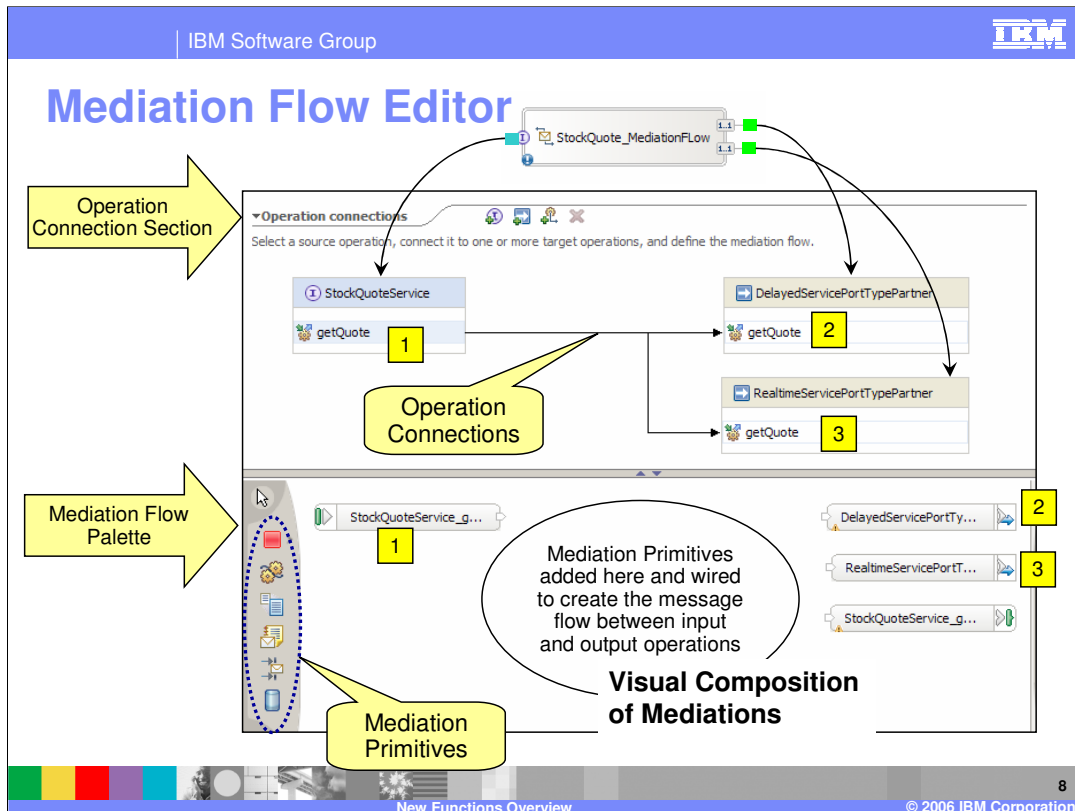 IBM Software Group
IBM
Mediation Flow Editor
StockQuote_MediationFLow
1..1
1..1
Operation
Connection Section
Operation connections
Select a source operation, connect it to one or more target operations, and define the mediation flow.
StockQuoteService
getQuote
1
DelayedServicePortTypePartner
getQuote
2
Operation
Connections
RealtimeServicePortTypePartner
getQuote
3
Mediation Flow
Palette
StockQuoteService_g...
1
Mediation Primitives
added here and wired
to create the message
flow between input
and output operations
DelayedServicePortTy...
2
RealtimeServicePortT...
3
StockQuoteService_g...
Visual Composition
of Mediations
Mediation
Primitives
8
New Functions Overview
© 2006 IBM Corporation